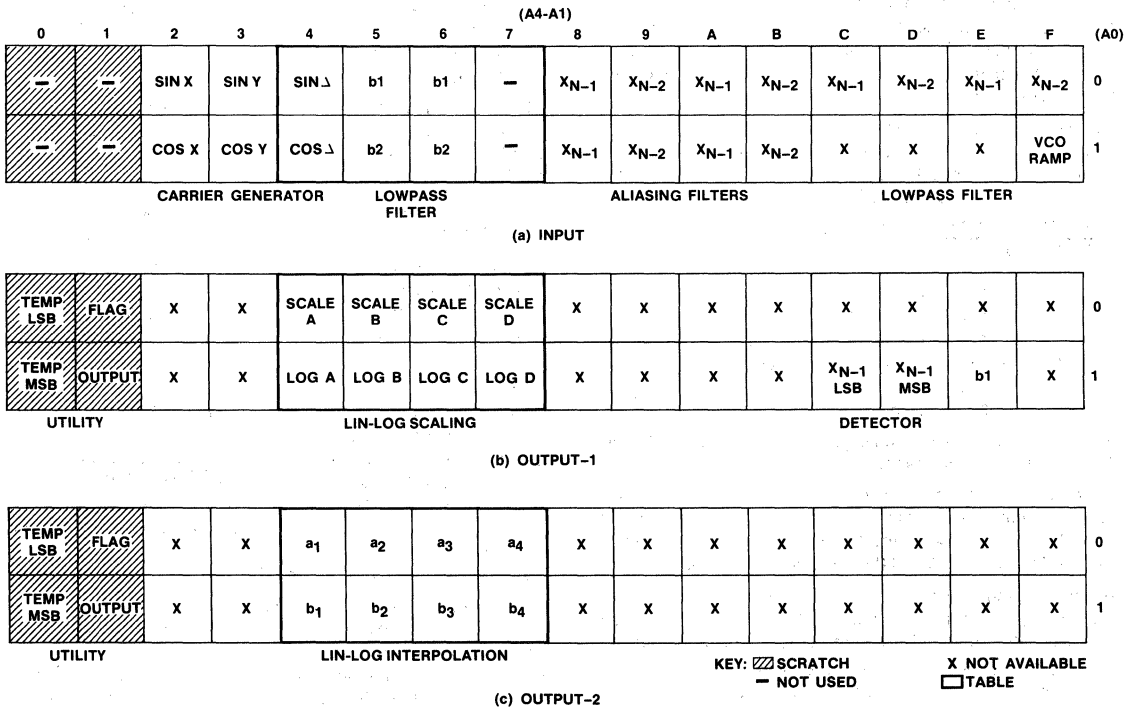 (A4-A1)
0 1 2 3 4 5 6 7 8 9 A B C D E F (A0)
– – SIN X SIN Y SIN⊿ b1 b1 – XN–1 XN–2 XN–1 XN–2 XN–1 XN–2 XN–1 XN–2 0
– – COS X COS Y COS⊿ b2 b2 – XN–1 XN–2 XN–1 XN–2 X X X VCO RAMP 1
CARRIER GENERATOR LOWPASS FILTER ALIASING FILTERS LOWPASS FILTER
(a) INPUT
TEMP LSB FLAG X X SCALE A SCALE B SCALE C SCALE D X X X X X X X X 0
TEMP MSB OUTPUT X X LOG A LOG B LOG C LOG D X X X X XN–1 LSB XN–1 MSB b1 X 1
UTILITY LIN-LOG SCALING DETECTOR
(b) OUTPUT–1
TEMP LSB FLAG X X a1 a2 a3 a4 X X X X X X X X 0
TEMP MSB OUTPUT X X b1 b2 b3 b4 X X X X X X X X 1
UTILITY LIN-LOG INTERPOLATION
KEY: SCRATCH X NOT AVAILABLE
– NOT USED TABLE
(c) OUTPUT–2